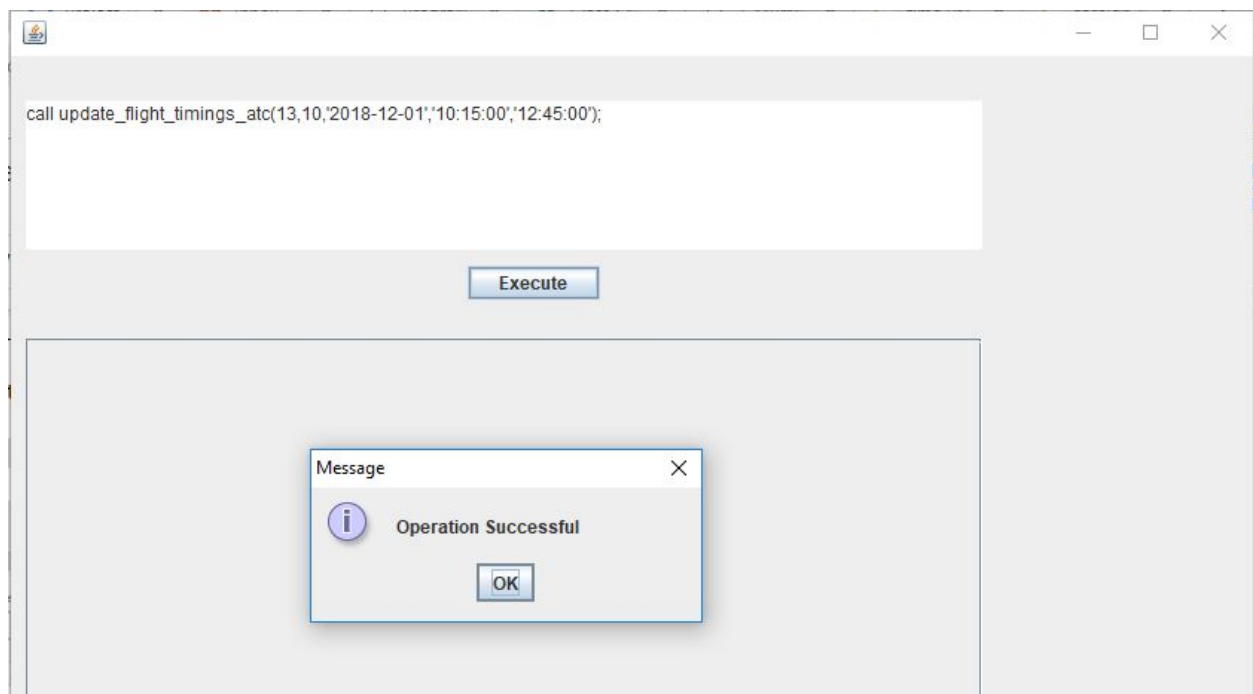 call update_flight_timings_atc(13,10,'2018-12-01','10:15:00','12:45:00');
Execute
Message
Operation Successful
OK